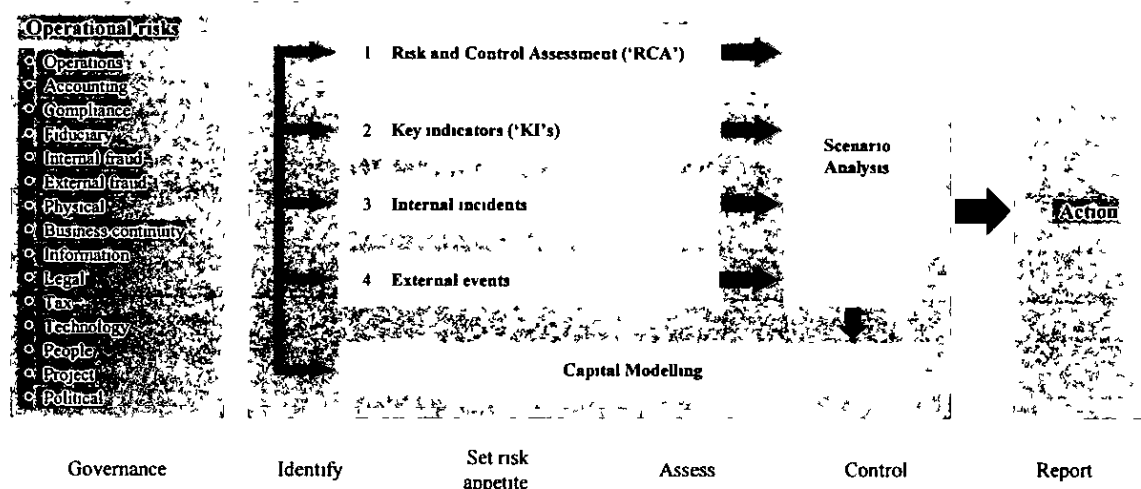 Operational risks
Operations
Accounting
Compliance
Fiduciary
Internal fraud
External fraud
Physical
Business continuity
Information
Legal
Tax
Technology
People
Project
Political
1 Risk and Control Assessment (‘RCA’)
2 Key indicators (‘KI’s)
3 Internal incidents
4 External events
Scenario
Analysis
Capital Modelling
Action
Governance
Identify
Set risk
appetite
Assess
Control
Report